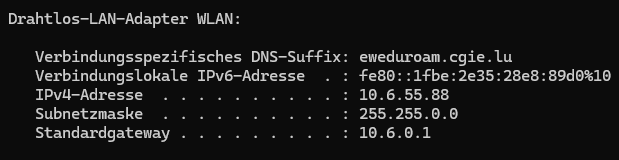 Drahtlos-LAN-Adapter WLAN:
Verbindungsspezifisches DNS-Suffix: eweduroam.cgie.lu
Verbindungslokale IPv6-Adresse  . : fe80::1fbe:2e35:28e8:89d0%10
IPv4-Adresse  . . . . . . . . . . : 10.6.55.88
Subnetzmaske  . . . . . . . . . . : 255.255.0.0
Standardgateway . . . . . . . . . : 10.6.0.1